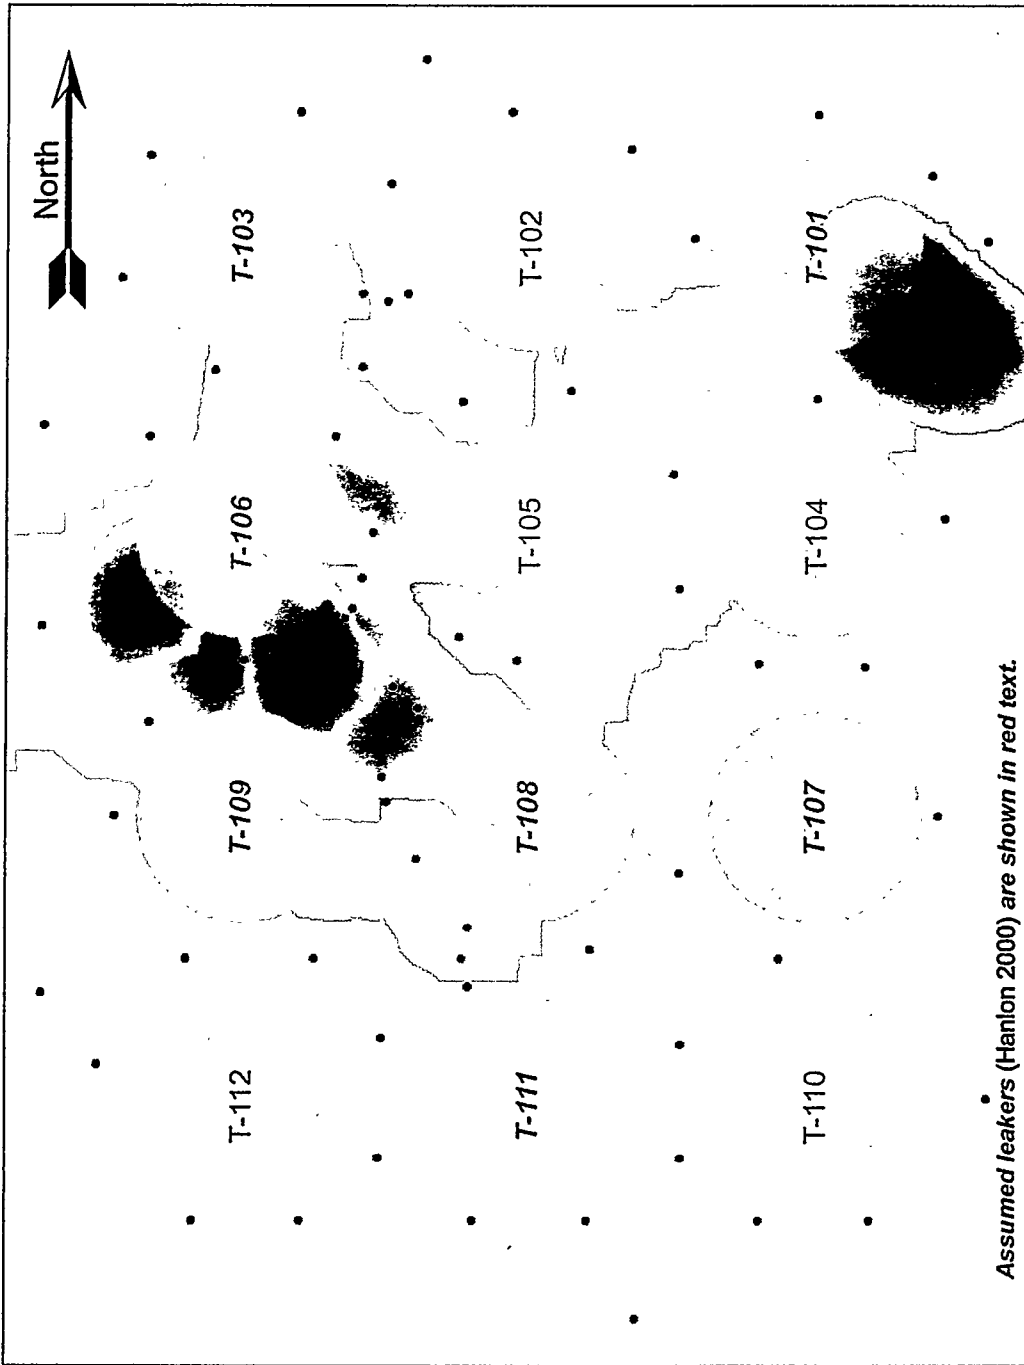 North
T-103
T-102
T-101
T-106
T-105
T-104
T-109
T-108
T-107
T-112
T-111
T-110
Assumed leakers (Hanlon 2000) are shown in red text.